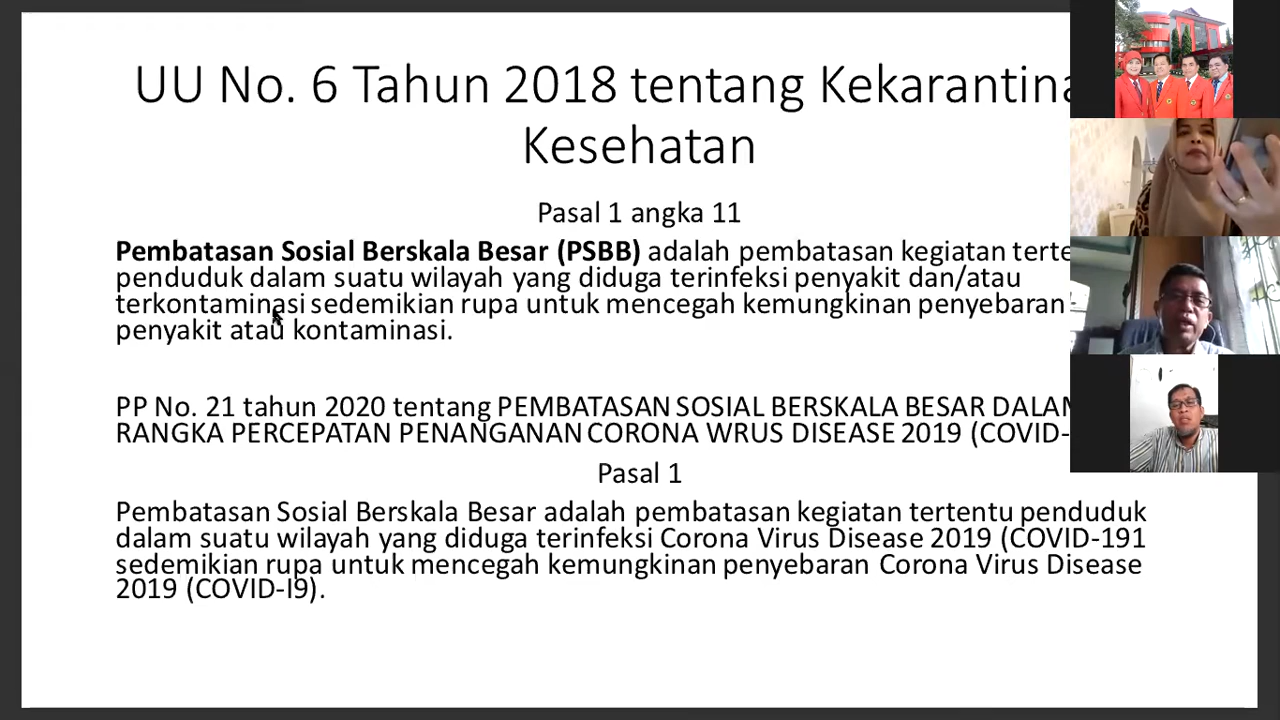 UU No. 6 Tahun 2018 tentang Kekarantina
Kesehatan
Pasal 1 angka 11
Pembatasan Sosial Berskala Besar (PSBB) adalah pembatasan kegiatan terte
penduduk dalam suatu wilayah yang diduga terinfeksi penyakit dan/atau
terkontaminasi sedemikian rupa untuk mencegah kemungkinan penyebaran
penyakit atau kontaminasi.
PP No. 21 tahun 2020 tentang PEMBATASAN SOSIAL BERSKALA BESAR DALAM
RANGKA PERCEPATAN PENANGANAN CORONA WRUS DISEASE 2019 (COVID-
Pasal 1
Pembatasan Sosial Berskala Besar adalah pembatasan kegiatan tertentu penduduk
dalam suatu wilayah yang diduga terinfeksi Corona Virus Disease 2019 (COVID-191
sedemikian rupa untuk mencegah kemungkinan penyebaran Corona Virus Disease
2019 (COVID-I9).